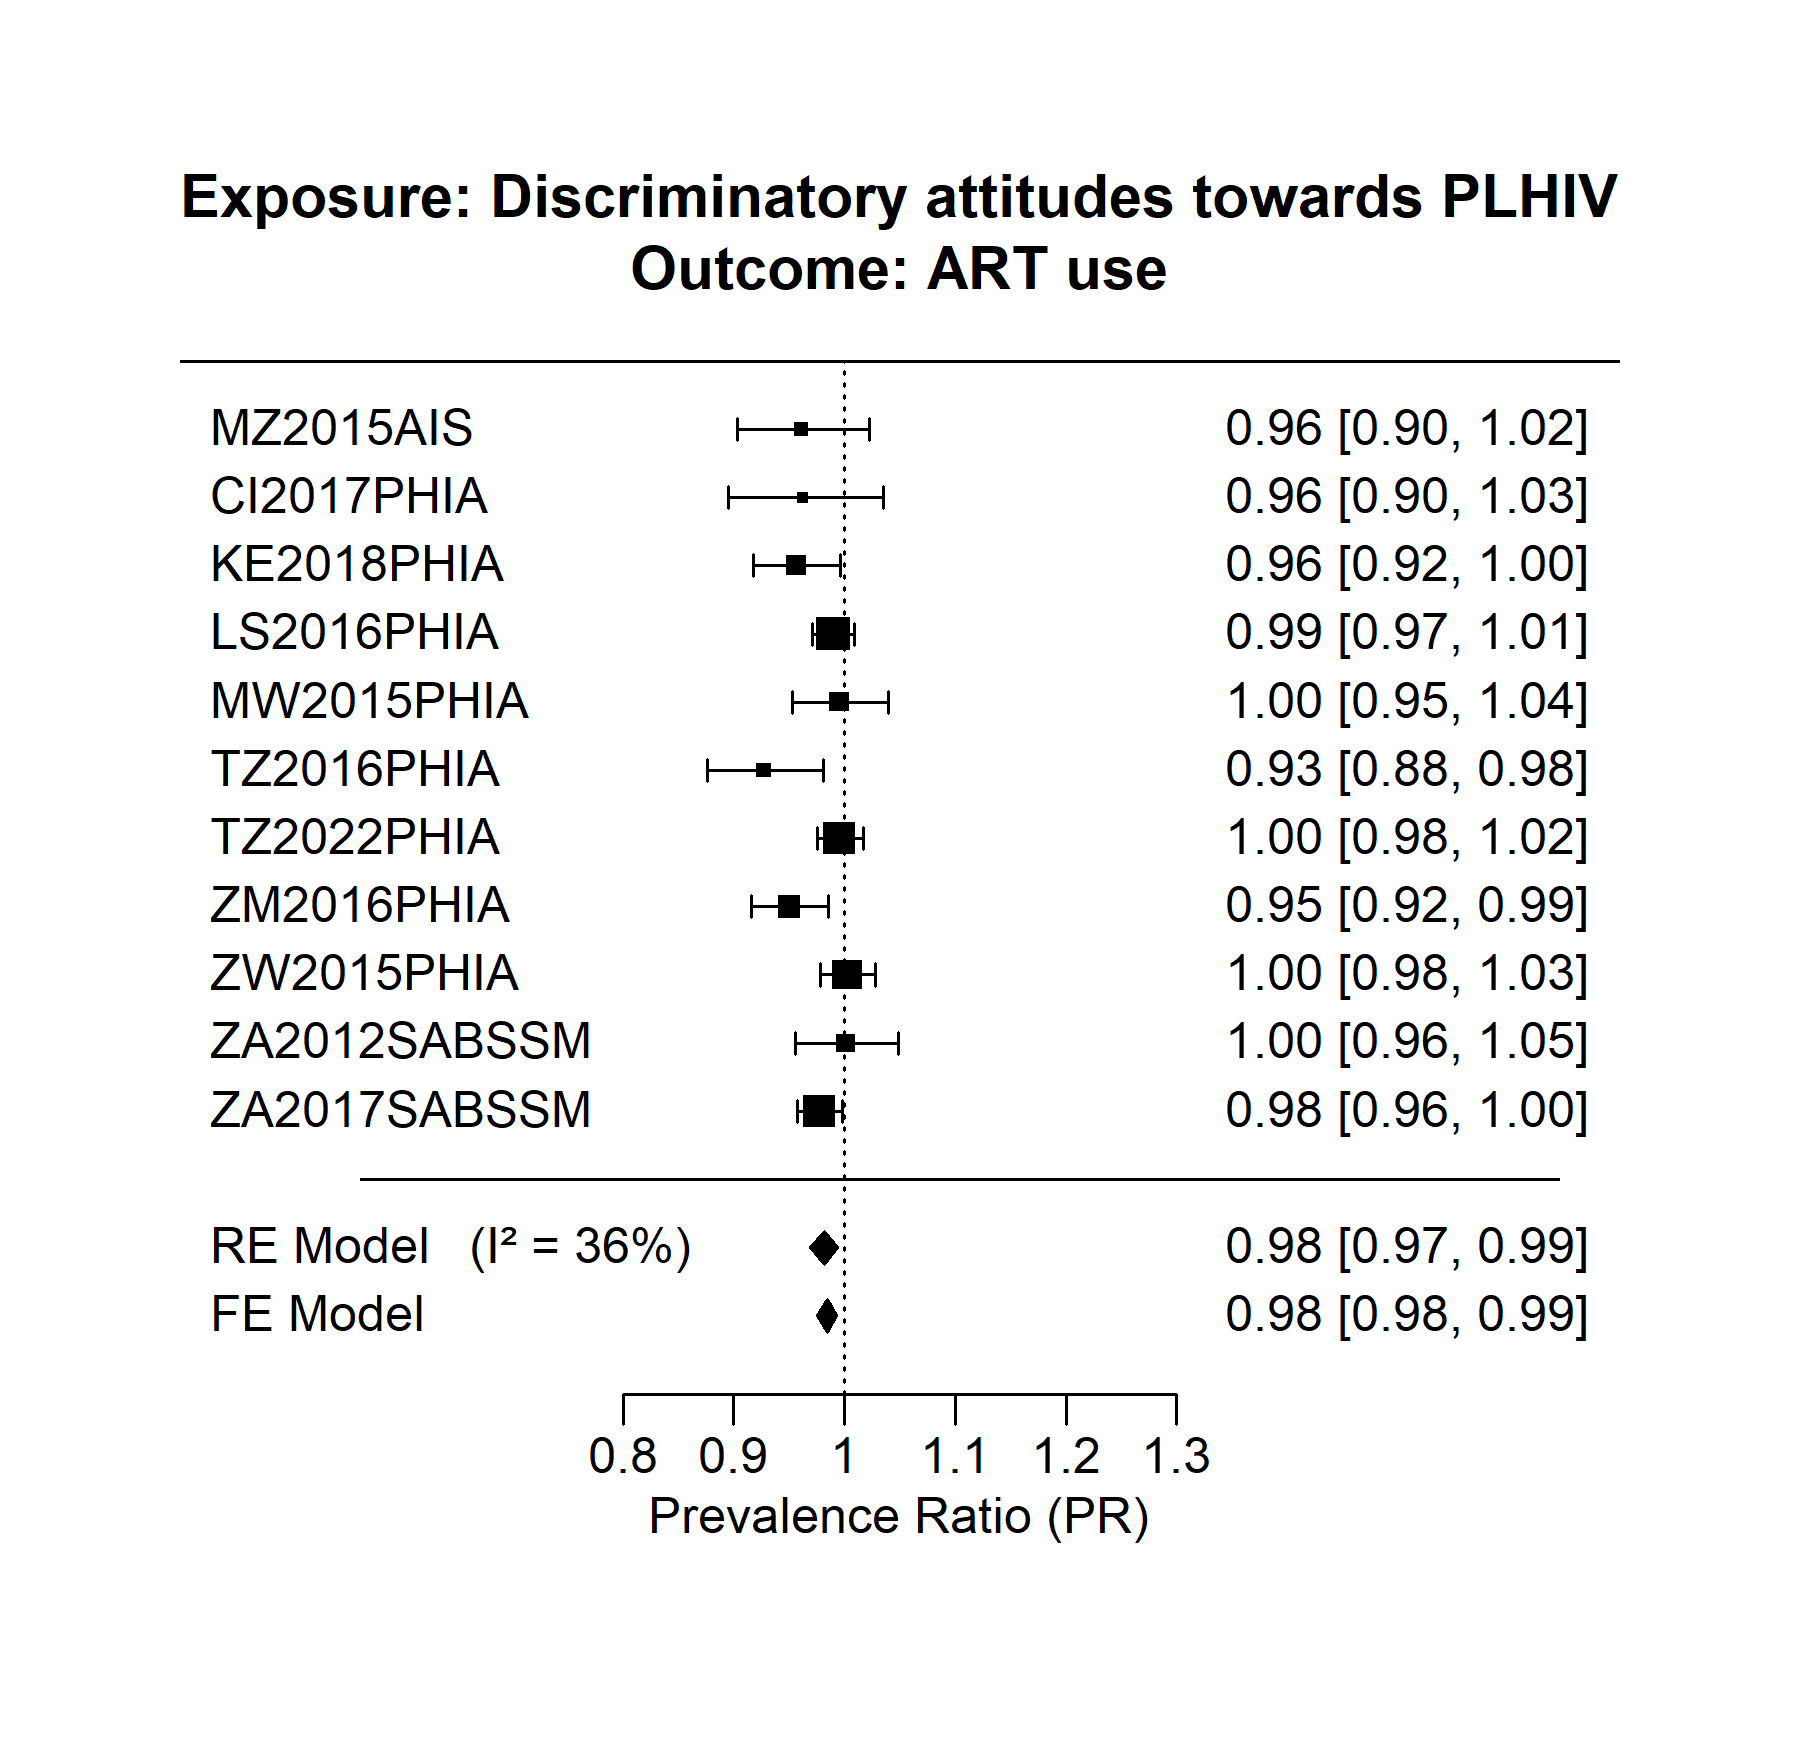 Exposure: Discriminatory attitudes towards PLHIV
Outcome: ART use
MZ2015AIS 0.96 [0.90, 1.02]
CI2017PHIA 0.96 [0.90, 1.03]
KE2018PHIA 0.96 [0.92, 1.00]
LS2016PHIA 0.99 [0.97, 1.01]
MW2015PHIA 1.00 [0.95, 1.04]
TZ2016PHIA 0.93 [0.88, 0.98]
TZ2022PHIA 1.00 [0.98, 1.02]
ZM2016PHIA 0.95 [0.92, 0.99]
ZW2015PHIA 1.00 [0.98, 1.03]
ZA2012SABSSM 1.00 [0.96, 1.05]
ZA2017SABSSM 0.98 [0.96, 1.00]
RE Model (I² = 36%) 0.98 [0.97, 0.99]
FE Model 0.98 [0.98, 0.99]
0.8 0.9 1 1.1 1.2 1.3
Prevalence Ratio (PR)